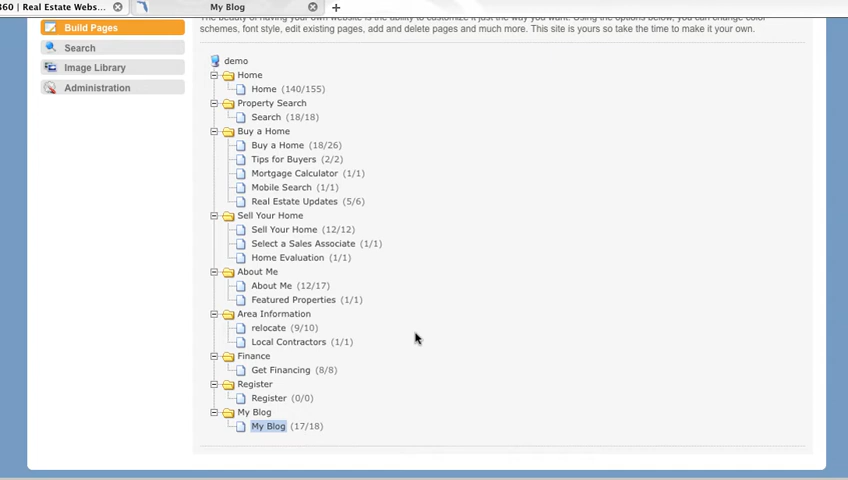 360 | Real Estate Webs...
My Blog
Build Pages
Search
Image Library
Administration
The beauty of having your own website is the ability to customize it just the way you want. Using the options below, you can change color
schemes, font style, edit existing pages, add and delete pages and much more. This site is yours so take the time to make it your own.
demo
Home
Home (140/155)
Property Search
Search (18/18)
Buy a Home
Buy a Home (18/26)
Tips for Buyers (2/2)
Mortgage Calculator (1/1)
Mobile Search (1/1)
Real Estate Updates (5/6)
Sell Your Home
Sell Your Home (12/12)
Select a Sales Associate (1/1)
Home Evaluation (1/1)
About Me
About Me (12/17)
Featured Properties (1/1)
Area Information
relocate (9/10)
Local Contractors (1/1)
Finance
Get Financing (8/8)
Register
Register (0/0)
My Blog
My Blog (17/18)